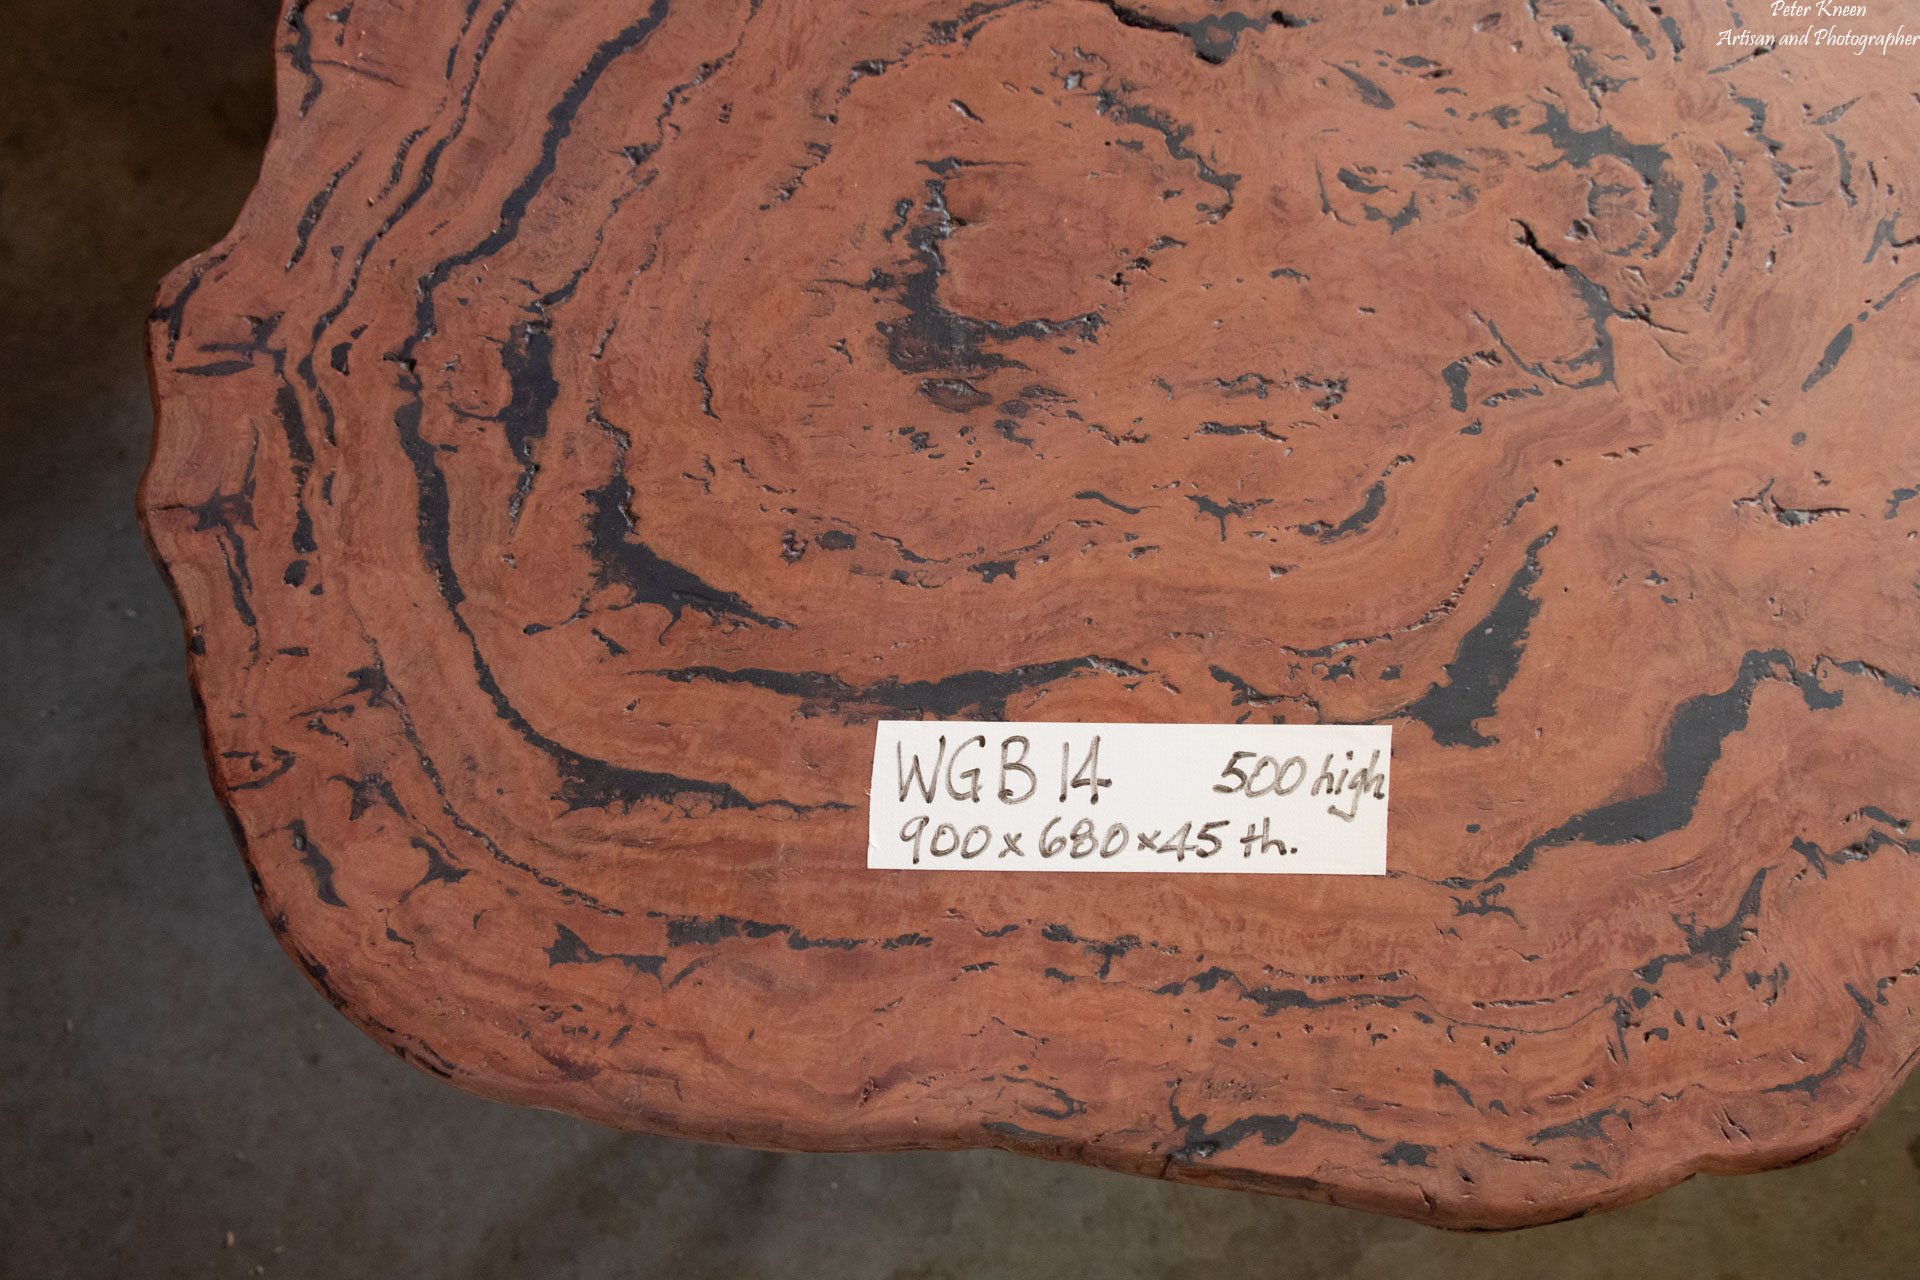 Peter Kneen
Artisan and Photographer
WGB 14 500 high
900 x 680 x 45 th.